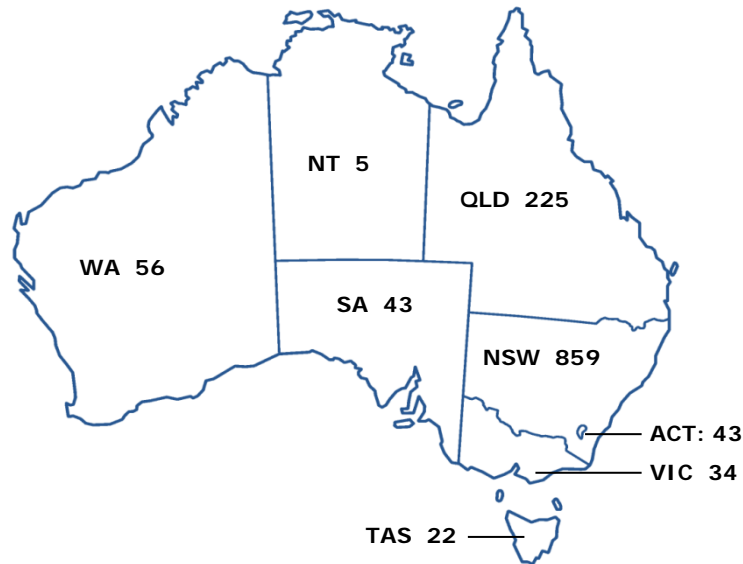 NT 5
QLD 225
WA 56
SA 43
NSW 859
ACT: 43
VIC 34
TAS 22